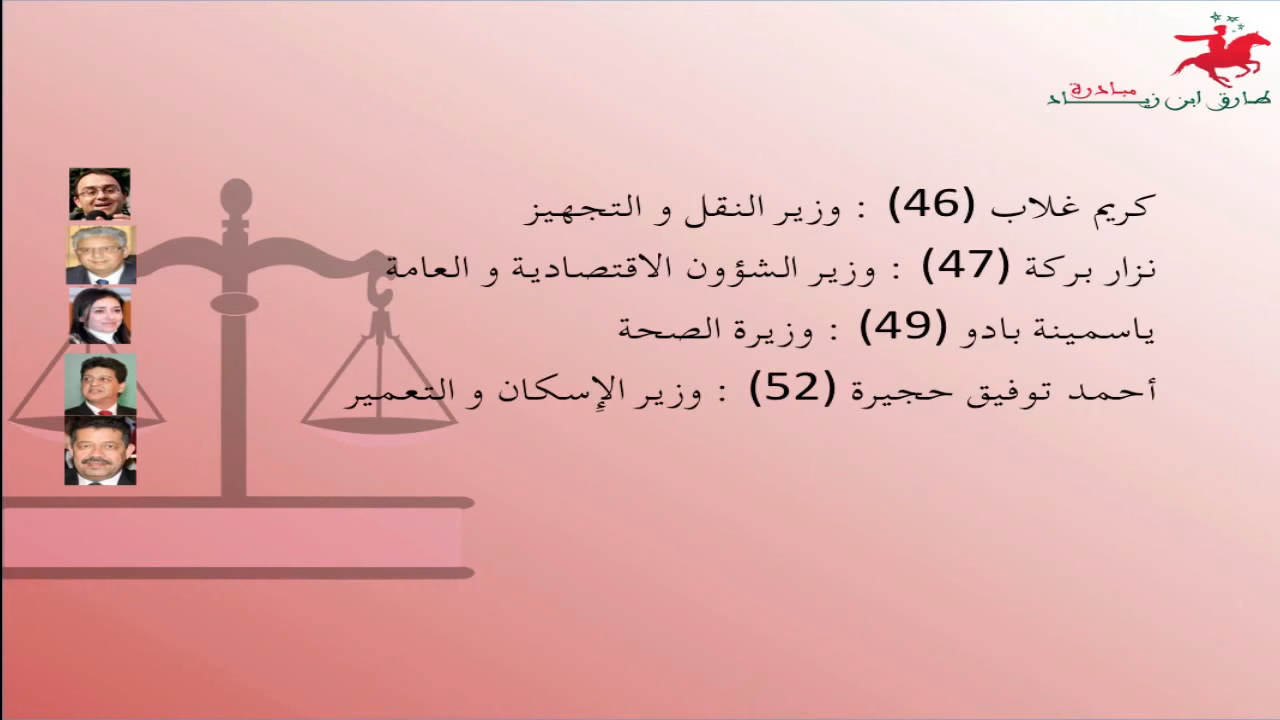 مبادرة
طارق ابن زياد
كريم غلاب (46) : وزير النقل و التجهيز
نزار بركة (47) : وزير الشؤون الاقتصادية و العامة
ياسمينة بادو (49) : وزيرة الصحة
أحمد توفيق حجيرة (52) : وزير الإسكان و التعمير